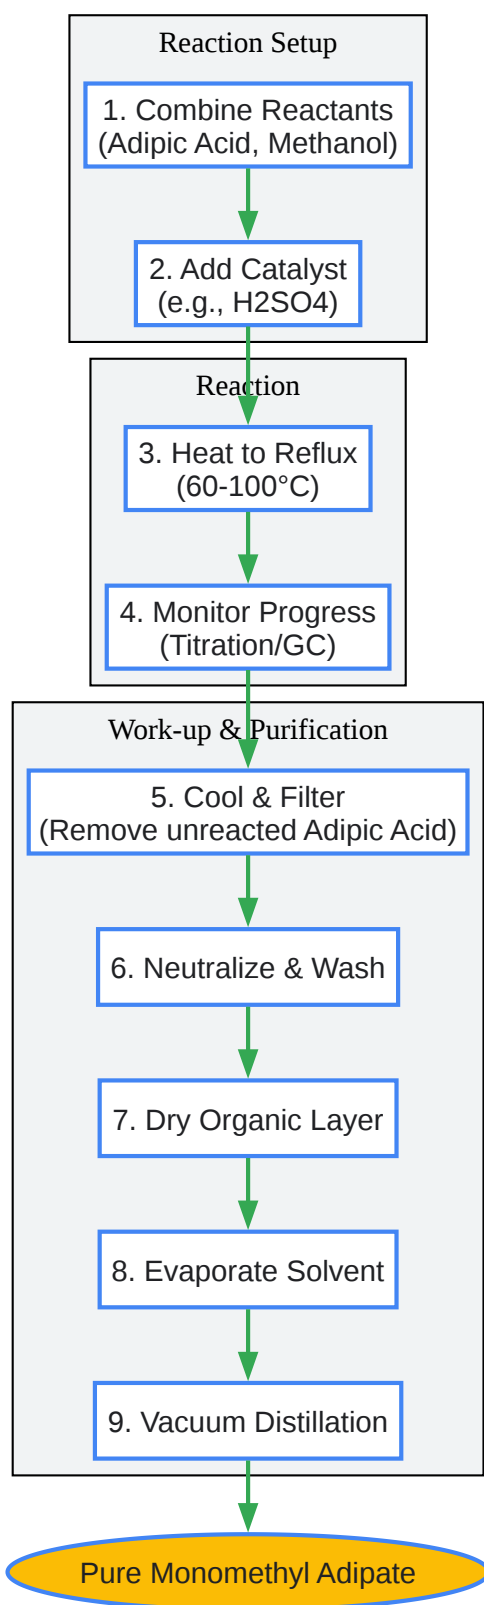 Reaction Setup
1. Combine Reactants
(Adipic Acid, Methanol)
2. Add Catalyst
(e.g., H2SO4)
Reaction
3. Heat to Reflux
(60-100°C)
4. Monitor Progress
(Titration/GC)
Work-up & Purification
5. Cool & Filter
(Remove unreacted Adipic Acid)
6. Neutralize & Wash
7. Dry Organic Layer
8. Evaporate Solvent
9. Vacuum Distillation
Pure Monomethyl Adipate